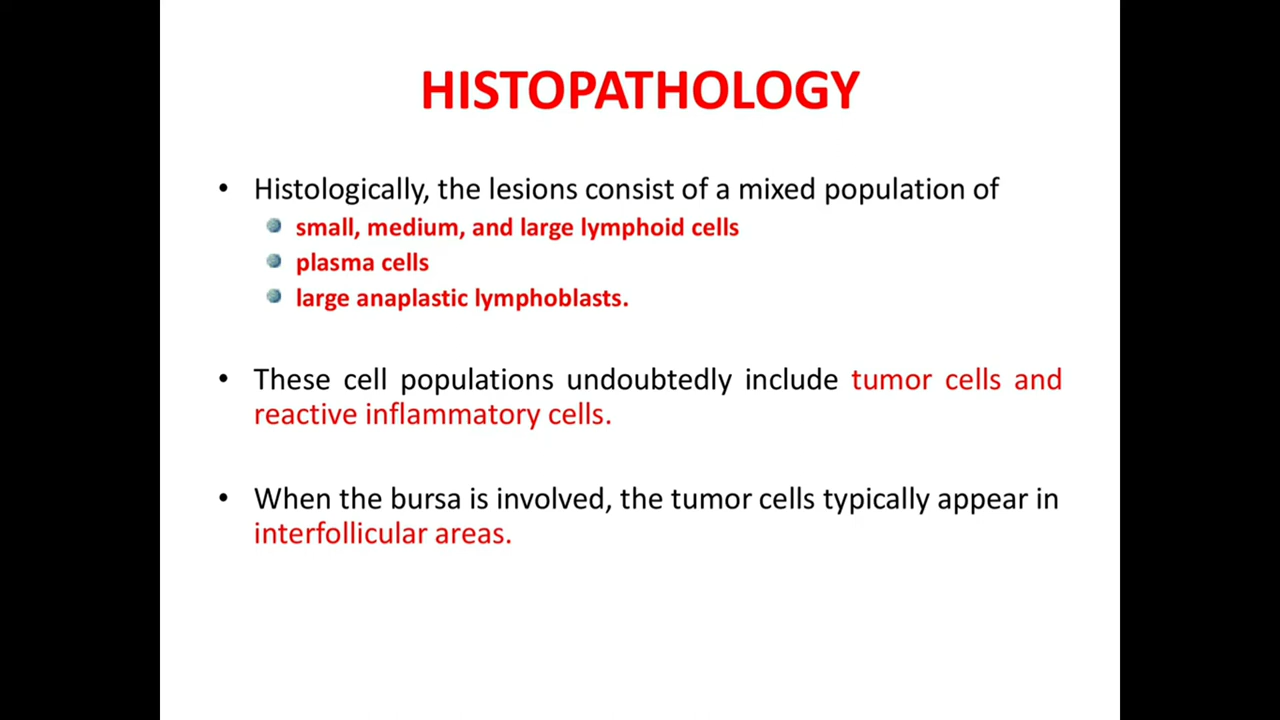 HISTOPATHOLOGY
• Histologically, the lesions consist of a mixed population of
small, medium, and large lymphoid cells
plasma cells
large anaplastic lymphoblasts.
• These cell populations undoubtedly include tumor cells and
reactive inflammatory cells.
• When the bursa is involved, the tumor cells typically appear in
interfollicular areas.